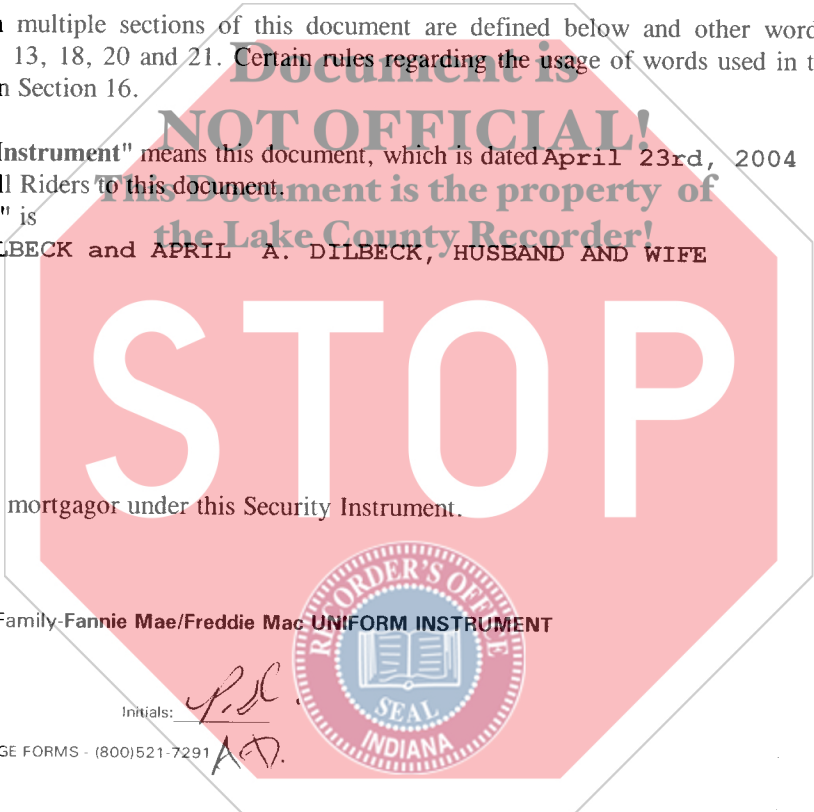 multiple sections of this document are defined below and other word
13, 18, 20 and 21. Certain rules regarding the usage of words used in t
n Section 16.
Document is
NOT OFFICIAL!
This Document is the property of
the Lake County Recorder!
Instrument" means this document, which is dated April 23rd, 2004
ll Riders to this document.
" is
LBECK and APRIL A. DILBECK, HUSBAND AND WIFE
STOP
mortgagor under this Security Instrument.
Family-Fannie Mae/Freddie Mac UNIFORM INSTRUMENT
RECORDER'S OFFICE
SEAL
INDIANA
Initials:
GE FORMS - (800)521-7291 A.D.